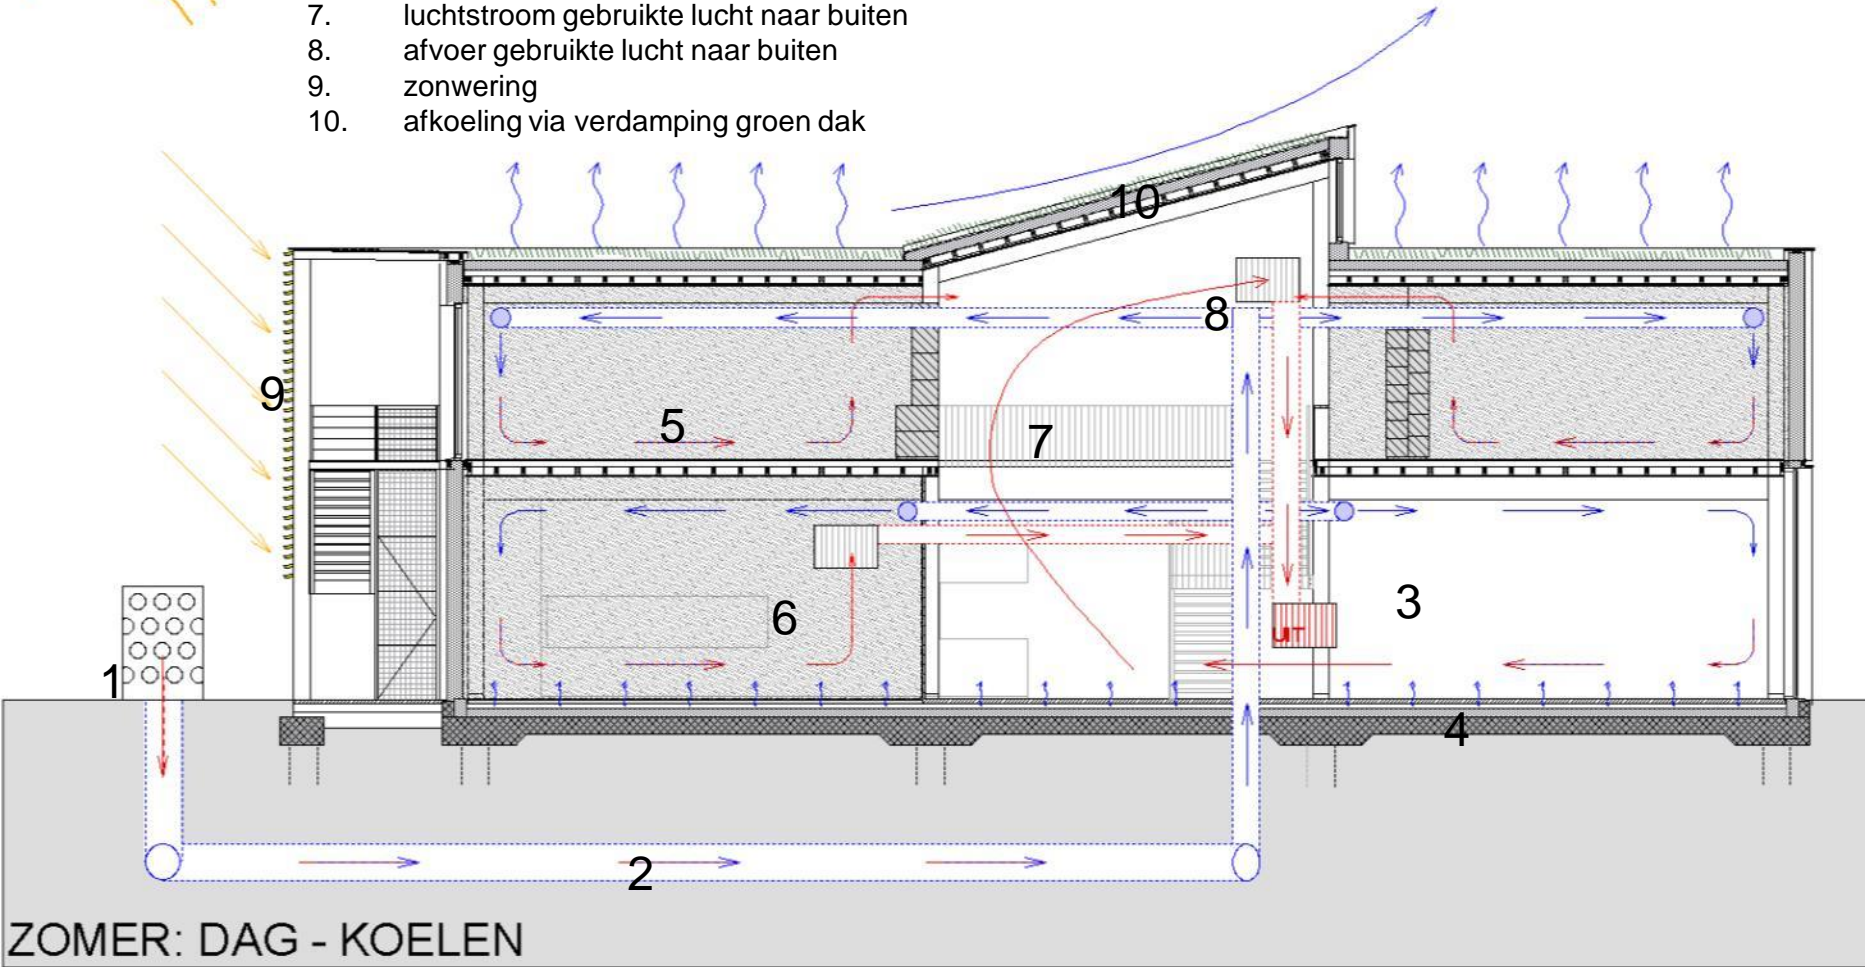 7. luchtstroom gebruikte lucht naar buiten
8. afvoer gebruikte lucht naar buiten
9. zonwering
10. afkoeling via verdamping groen dak
10
8
9
5
7
6
3
UIT
1
4
2
ZOMER: DAG - KOELEN